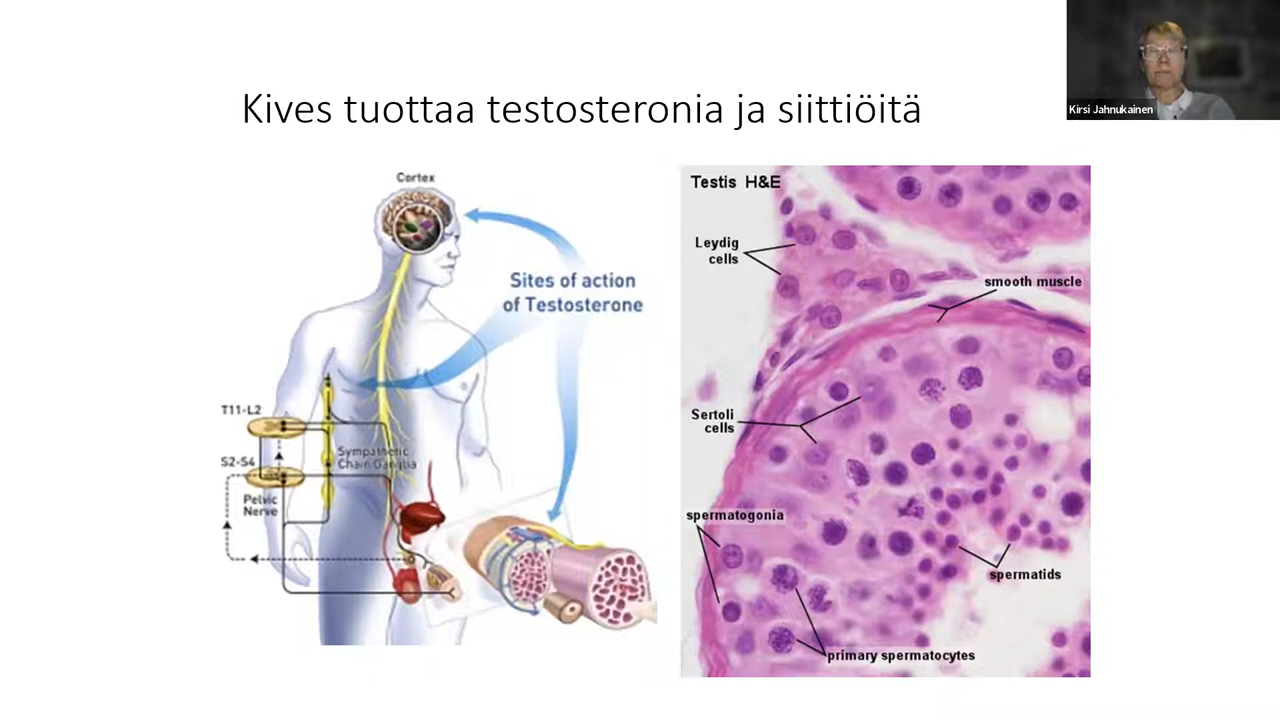 Kives tuottaa testosteronia ja siittiöitä
Kirsi Jahnukainen
Cortex
Sites of action
of Testosterone
T11-L2
S2-S4
Sympathetic
Chain Ganglia
Pelvic
Nerve
Testis H&E
Leydig
cells
smooth muscle
Sertoli
cells
spermatogonia
spermatids
primary spermatocytes